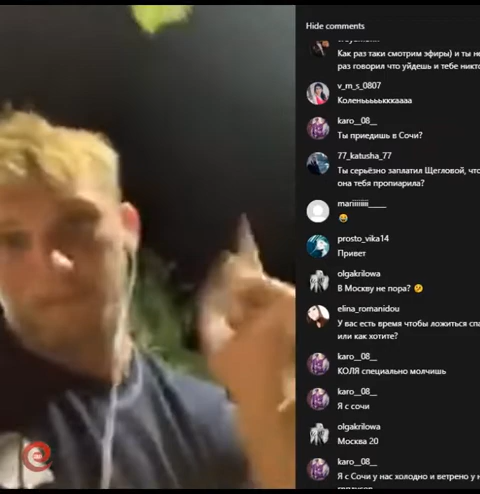 Hide comments
Как раз таки смотрим эфиры) и ты не
раз говорил что уйдешь и тебе никто
v_m_s_0807
Коленьььььккаааа
karo__08__
Ты приедишь в Сочи?
77_katusha_77
Ты серьёзно заплатил Щегловой, что
она тебя пропиарила?
😂
prosto_vika14
Привет
olgakrilowa
В Москву не пора? 🤔
elina_romanidou
У вас есть время чтобы ложиться спа
или как хотите?
karo__08__
КОЛЯ специально молчишь
karo__08__
Я с сочи
olgakrilowa
Москва 20
karo__08__
Я с Сочи у нас холодно и ветрено у н